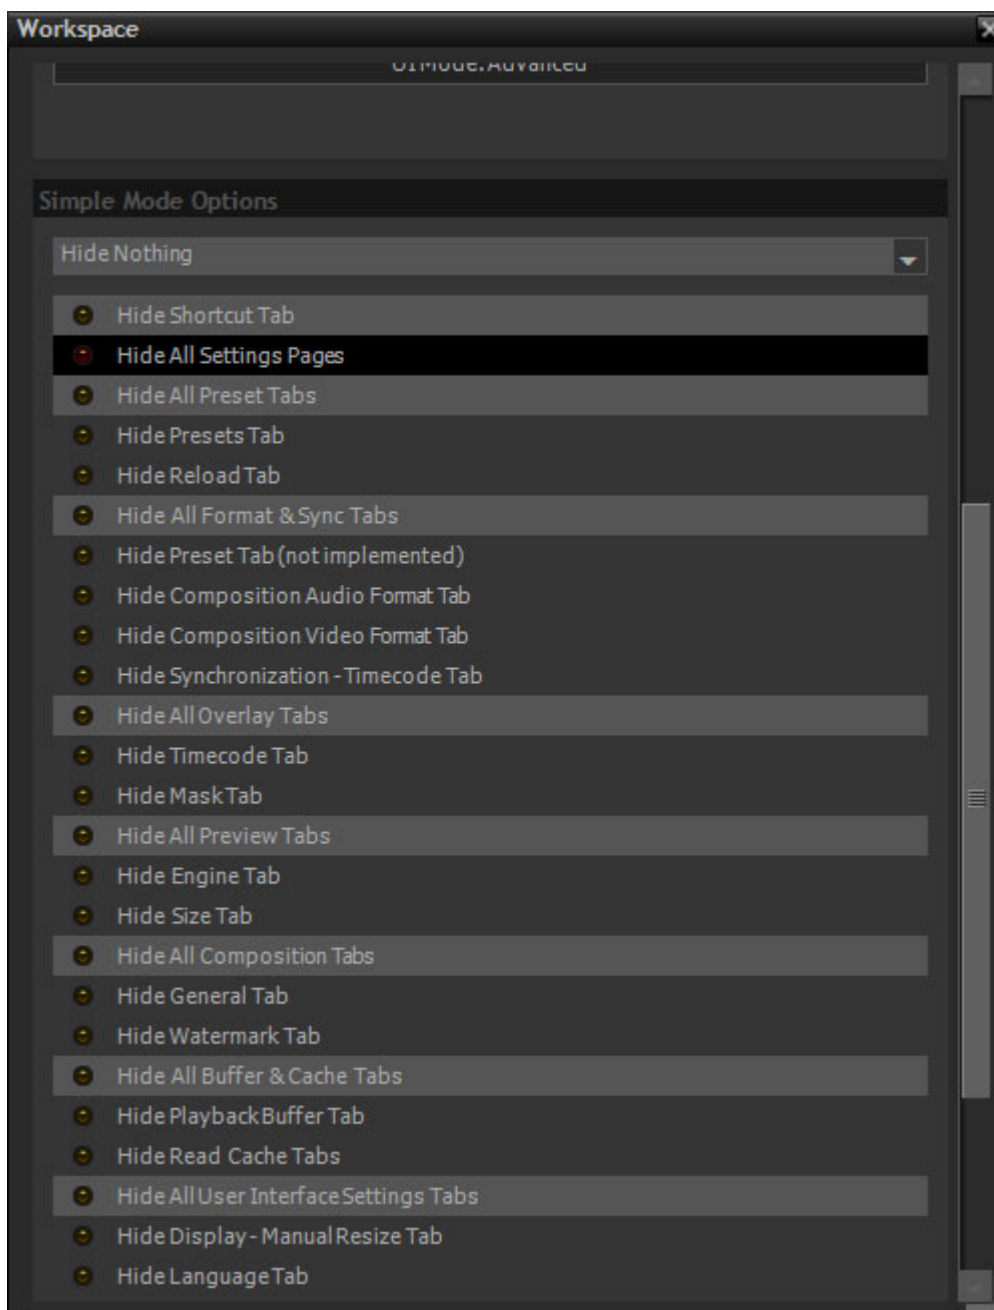 Workspace
UIMode.Advanced
Simple Mode Options
Hide Nothing
Hide Shortcut Tab
Hide All Settings Pages
Hide All Preset Tabs
Hide Presets Tab
Hide Reload Tab
Hide All Format & Sync Tabs
Hide Preset Tab (not implemented)
Hide Composition Audio Format Tab
Hide Composition Video Format Tab
Hide Synchronization - Timecode Tab
Hide All Overlay Tabs
Hide Timecode Tab
Hide Mask Tab
Hide All Preview Tabs
Hide Engine Tab
Hide Size Tab
Hide All Composition Tabs
Hide General Tab
Hide Watermark Tab
Hide All Buffer & Cache Tabs
Hide Playback Buffer Tab
Hide Read Cache Tabs
Hide All User Interface Settings Tabs
Hide Display - Manual Resize Tab
Hide Language Tab